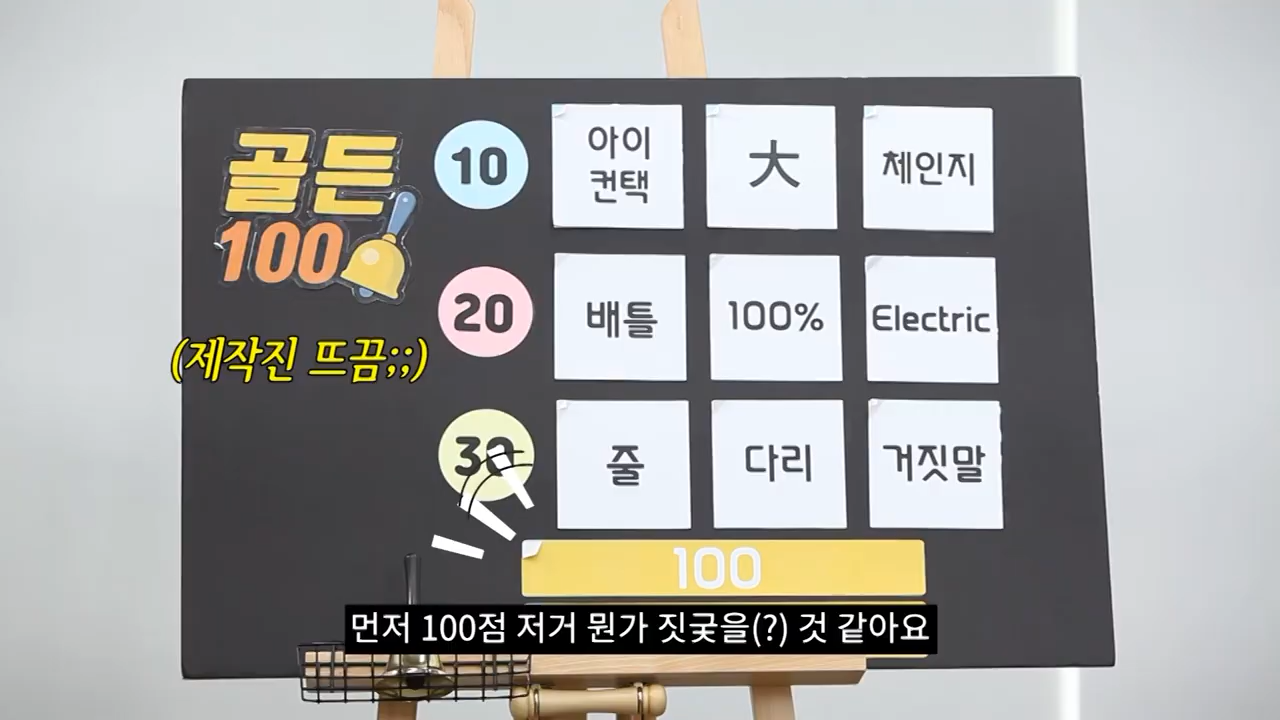 골든
100
(제작진 뜨끔;;)
10
아이
컨택
大
체인지
20
배틀
100%
Electric
30
줄
다리
거짓말
100
먼저 100점 저거 뭔가 짓궂을(?) 것 같아요